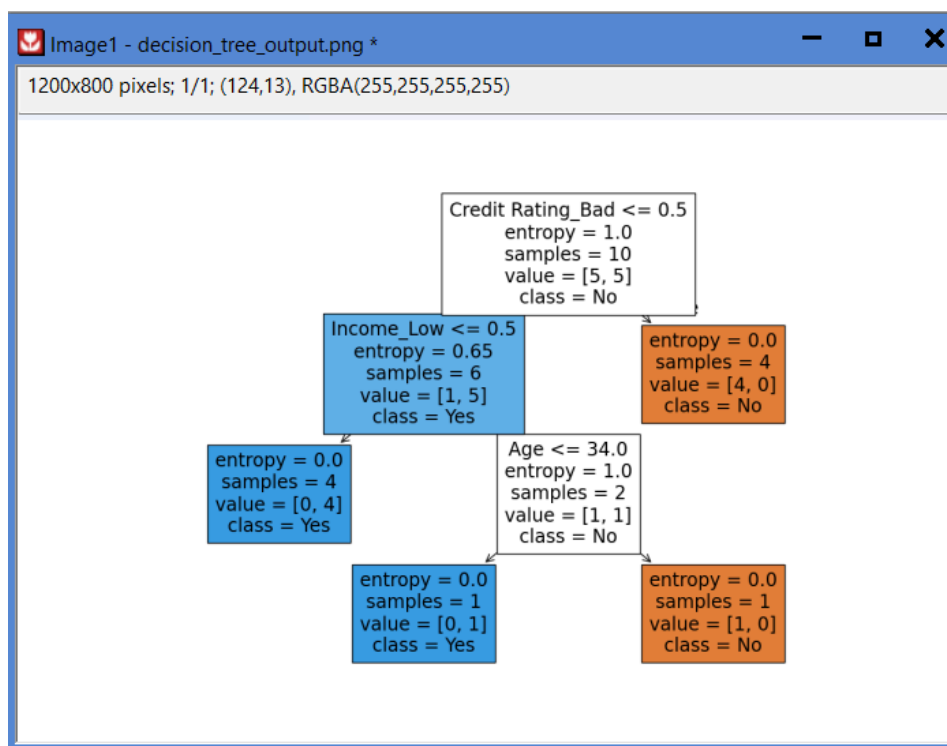 Image1 - decision_tree_output.png *
1200x800 pixels; 1/1; (124,13), RGBA(255,255,255,255)
Credit Rating_Bad <= 0.5
entropy = 1.0
samples = 10
value = [5, 5]
class = No
Income_Low <= 0.5
entropy = 0.65
samples = 6
value = [1, 5]
class = Yes
entropy = 0.0
samples = 4
value = [4, 0]
class = No
entropy = 0.0
samples = 4
value = [0, 4]
class = Yes
Age <= 34.0
entropy = 1.0
samples = 2
value = [1, 1]
class = No
entropy = 0.0
samples = 1
value = [0, 1]
class = Yes
entropy = 0.0
samples = 1
value = [1, 0]
class = No